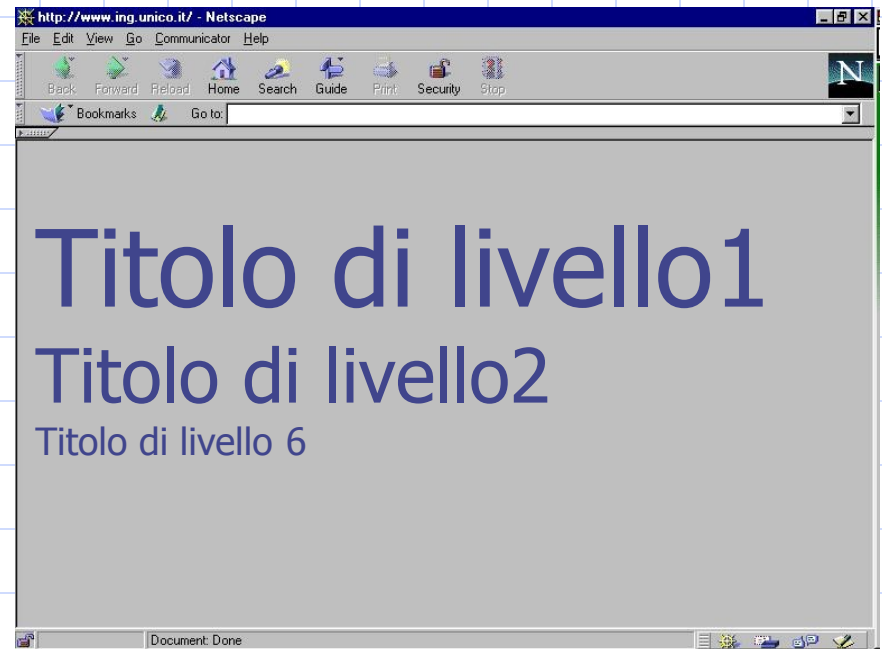 http://www.ing.unico.it/ - Netscape
File Edit View Go Communicator Help
Back Forward Reload Home Search Guide Print Security Stop
N
Bookmarks Go to:
Titolo di livello1
Titolo di livello2
Titolo di livello 6
Document: Done